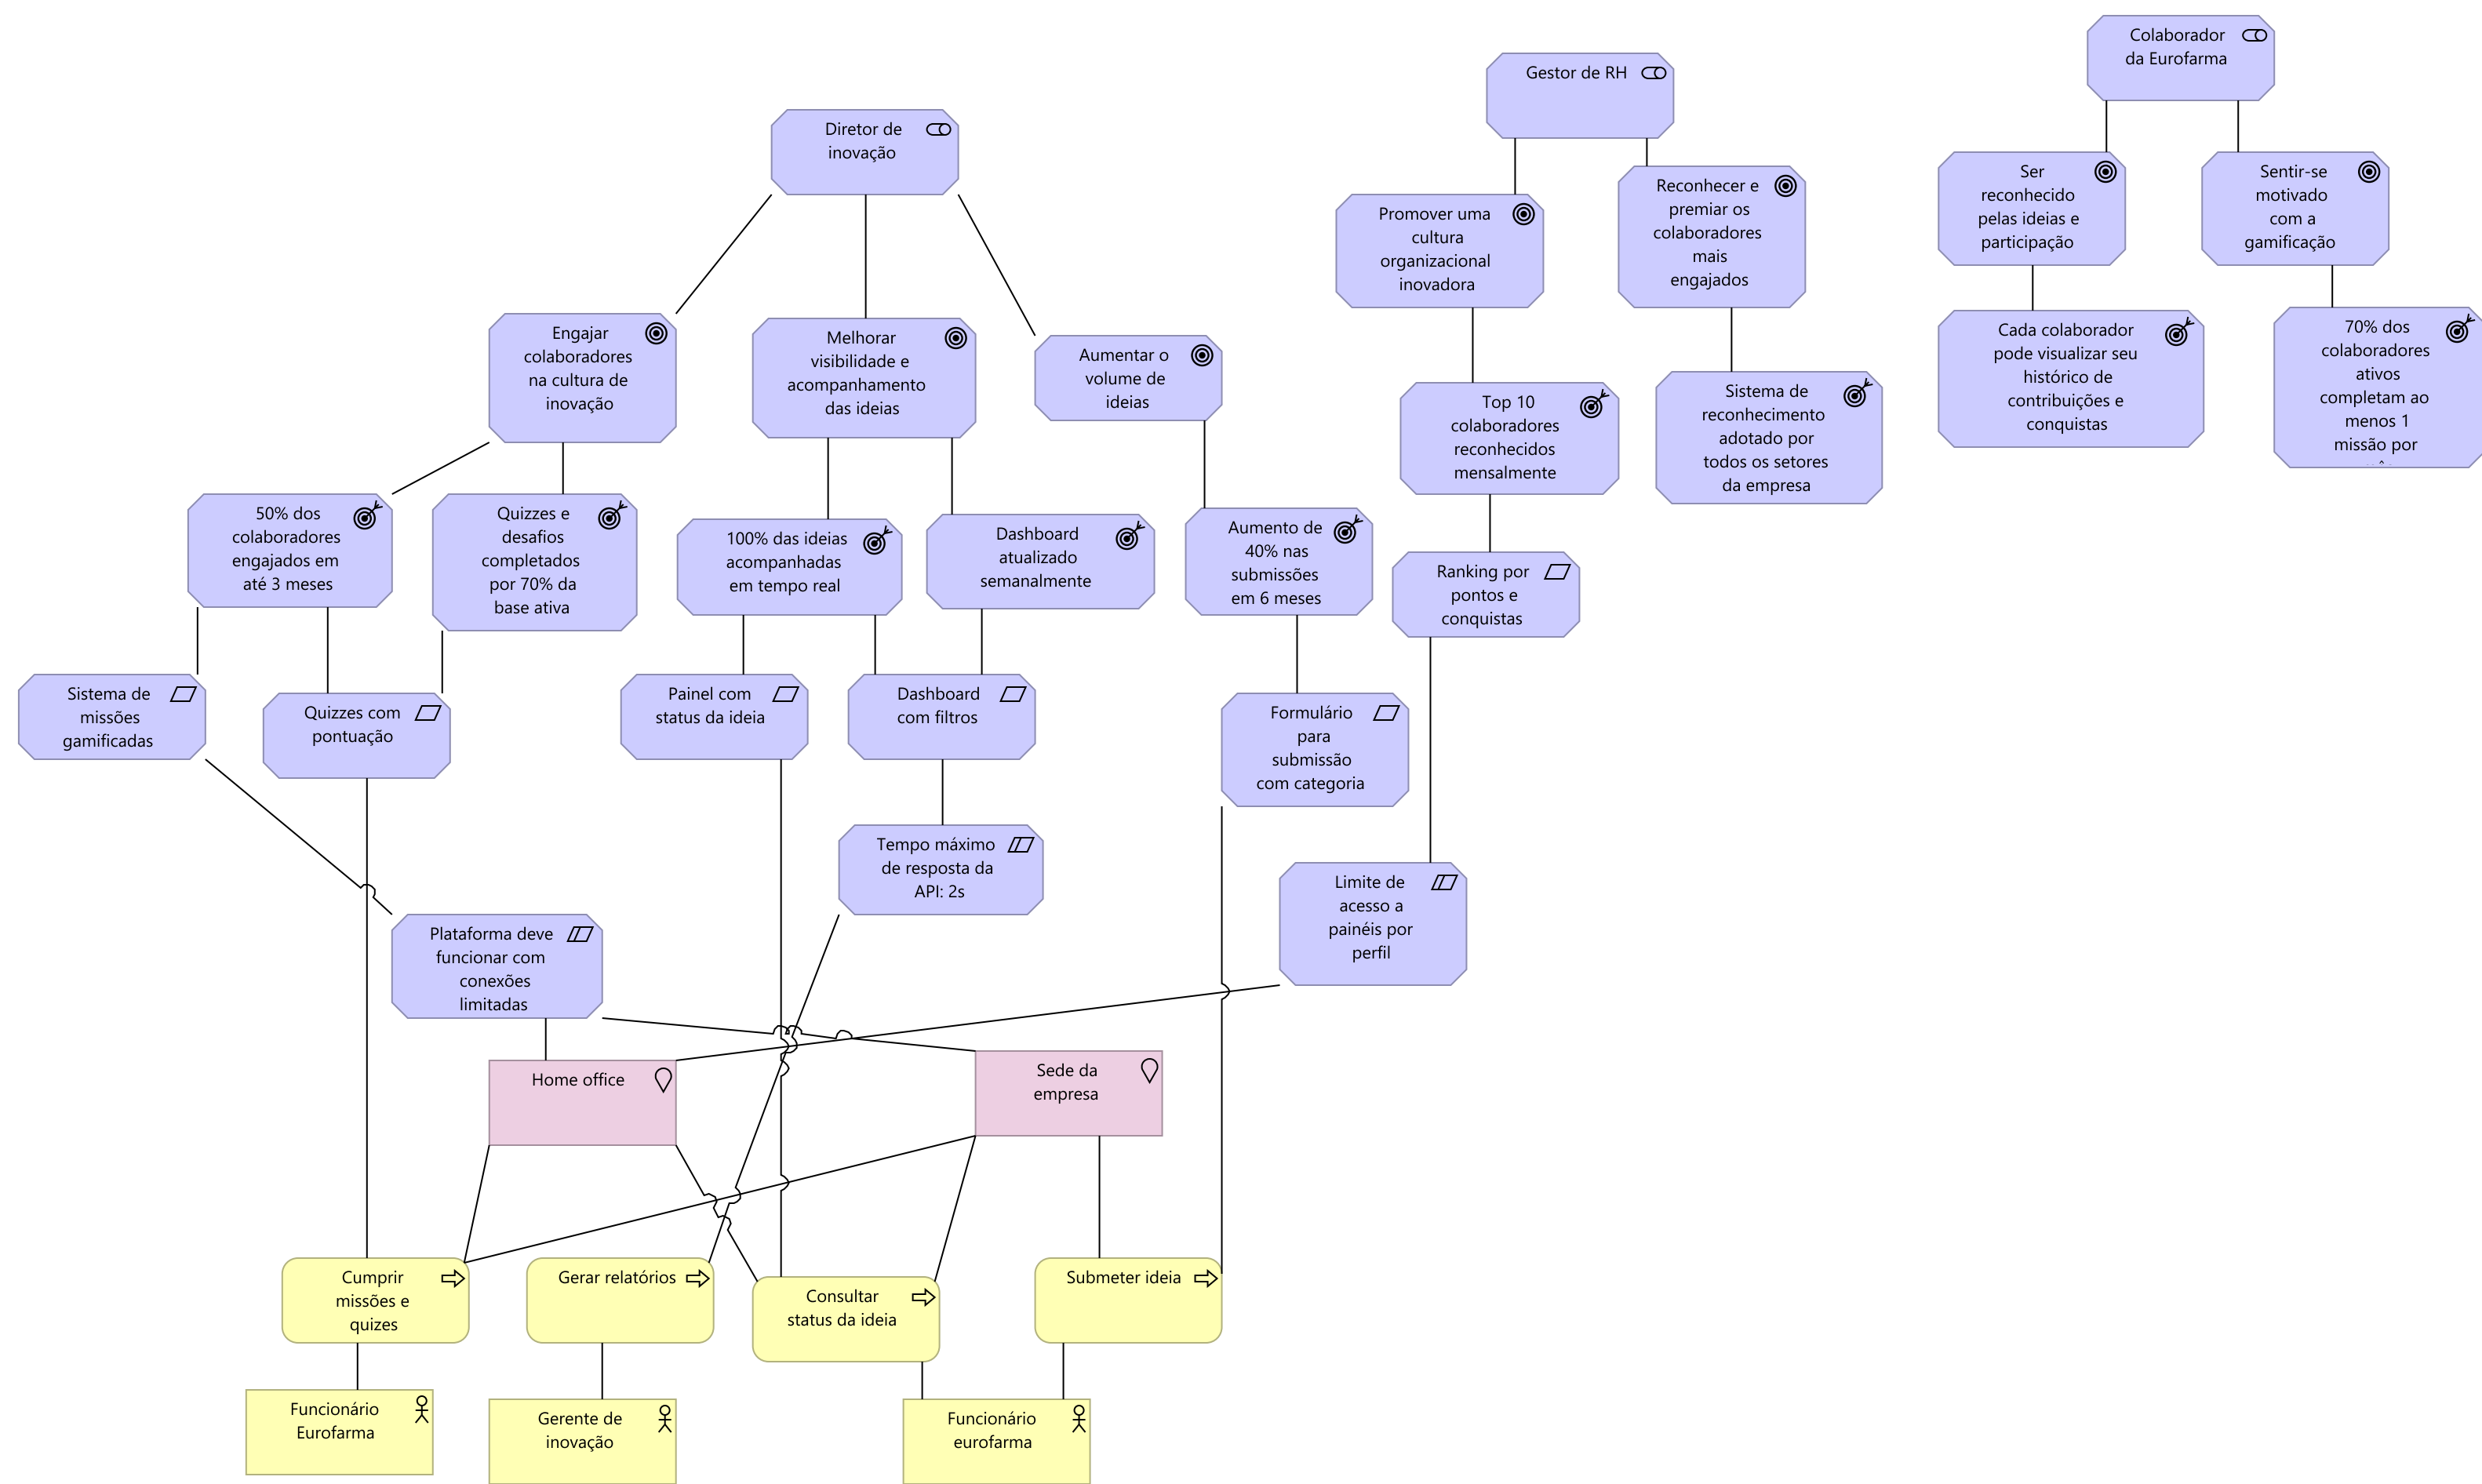 Colaborador
da Eurofarma
Gestor de RH
Diretor de
inovação
Ser
reconhecido
pelas ideias e
participação
Sentir-se
motivado
com a
gamificação
Reconhecer e
premiar os
colaboradores
mais
engajados
Promover uma
cultura
organizacional
inovadora
Engajar
colaboradores
na cultura de
inovação
Melhorar
visibilidade e
acompanhamento
das ideias
Aumentar o
volume de
ideias
Top 10
colaboradores
reconhecidos
mensalmente
Sistema de
reconhecimento
adotado por
todos os setores
da empresa
Cada colaborador
pode visualizar seu
histórico de
contribuições e
conquistas
70% dos
colaboradores
ativos
completam ao
menos 1
missão por
50% dos
colaboradores
engajados em
até 3 meses
Quizzes e
desafios
completados
por 70% da
base ativa
100% das ideias
acompanhadas
em tempo real
Dashboard
atualizado
semanalmente
Aumento de
40% nas
submissões
em 6 meses
Ranking por
pontos e
conquistas
Sistema de
missões
gamificadas
Quizzes com
pontuação
Painel com
status da ideia
Dashboard
com filtros
Formulário
para
submissão
com categoria
Tempo máximo
de resposta da
API: 2s
Limite de
acesso a
painéis por
perfil
Plataforma deve
funcionar com
conexões
limitadas
Home office
Sede da
empresa
Cumprir
missões e
quizes
Gerar relatórios
Consultar
status da ideia
Submeter ideia
Funcionário
Eurofarma
Gerente de
inovação
Funcionário
eurofarma